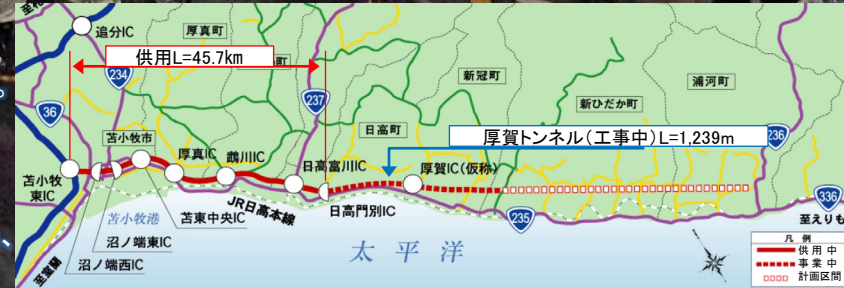 追分IC
厚真町
供用L=45.7km
町
234
237
36
新冠町
浦河町
新ひだか町
日高町
苫小牧市
厚賀トンネル(工事中)L=1,239m
236
厚真IC
鵡川IC
日高富川IC
厚賀IC(仮称)
苫小牧
東IC
苫東中央IC
JR日高本線
日高門別IC
235
336
至えりも
苫小牧港
沼ノ端東IC
沼ノ端西IC
至室蘭
太平洋
凡例
供用中
事業中
計画区間